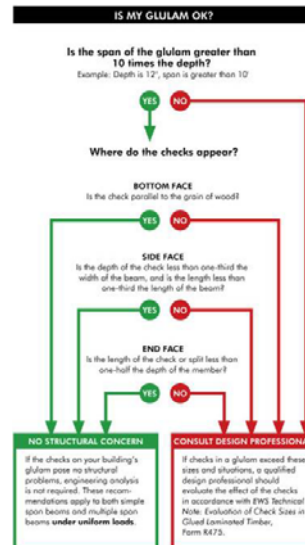 IS MY GLULAM OK?
Is the span of the glulam greater than
10 times the depth?
Example: Depth is 12", span is greater than 10'
YES NO
Where do the checks appear?
BOTTOM FACE
Is the check parallel to the grain of wood?
YES NO
SIDE FACE
Is the depth of the check less than one-third the
width of the beam, and is the length less than
one-third the length of the beam?
YES NO
END FACE
Is the length of the check or split less than
one-half the depth of the member?
YES NO
NO STRUCTURAL CONCERN
If the checks on your building's
glulam pose no structural
problems, engineering analysis
is not required. These recom-
mendations apply to both simple
span beams and multiple span
beams under uniform loads.
CONSULT DESIGN PROFESSIONA
If checks in a glulam exceed these
sizes and situations, a qualified
design professional should
evaluate the effect of the checks
in accordance with EWS Technical
Note: Evaluation of Check Sizes in
Glued Laminated Timber,
Form R475.